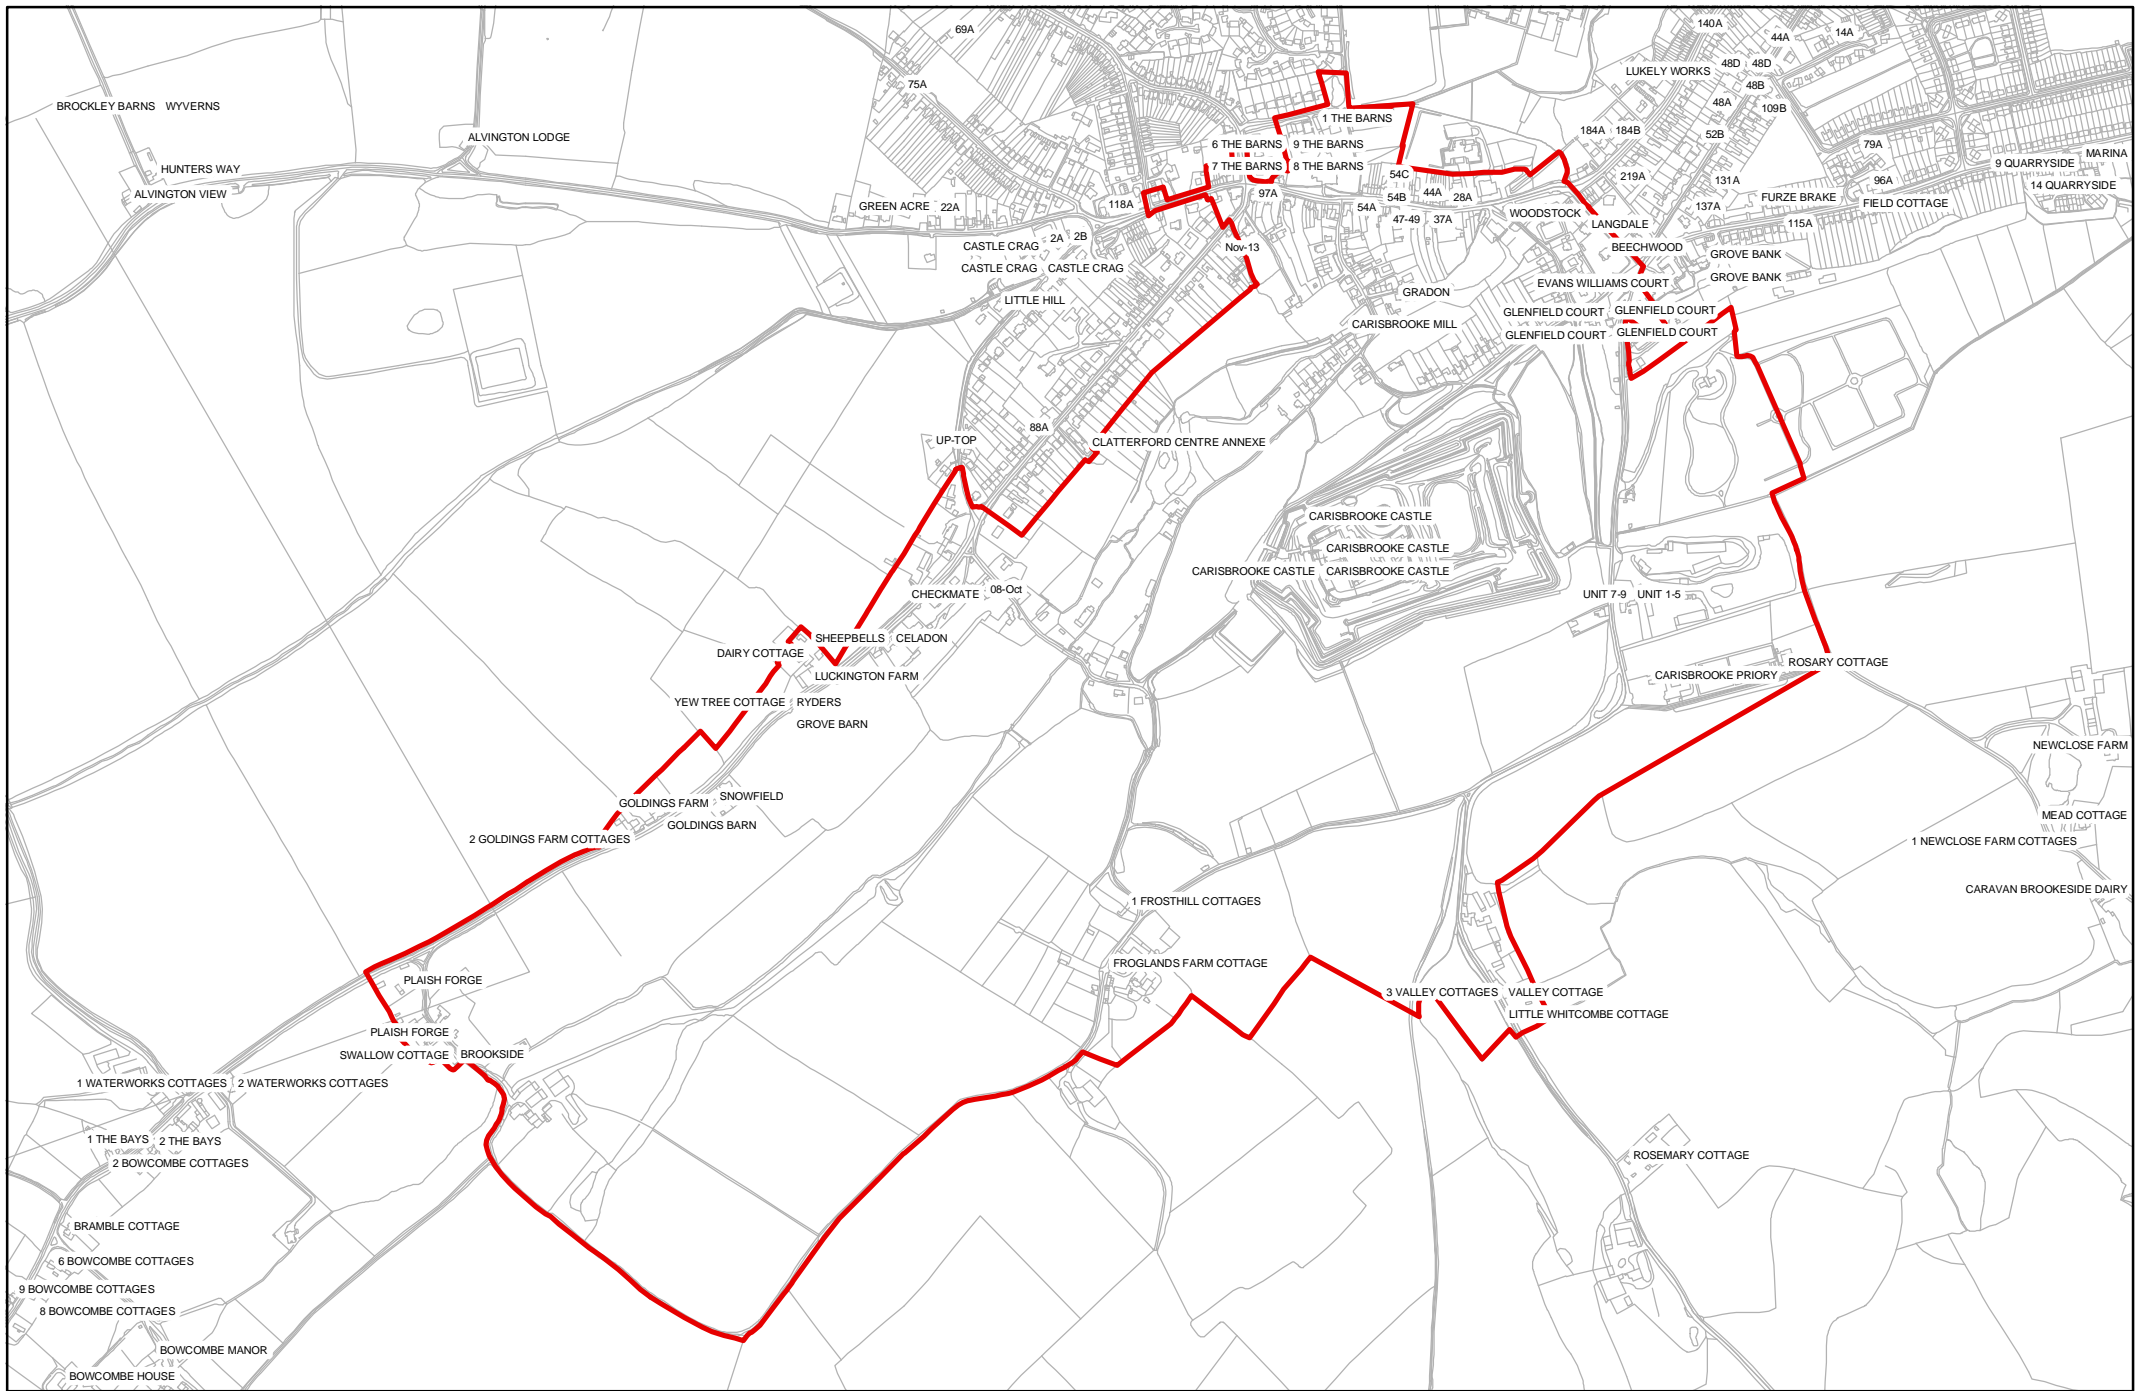 140A
69A
44A
14A
48D
48D
LUKELY WORKS
75A
48B
48A
109B
BROCKLEY BARNS
WYVERNS
1 THE BARNS
184A
184B
52B
ALVINGTON LODGE
6 THE BARNS
9 THE BARNS
79A
MARINA
9 QUARRYSIDE
7 THE BARNS
8 THE BARNS
HUNTERS WAY
54C
219A
131A
96A
14 QUARRYSIDE
ALVINGTON VIEW
97A
54B
44A
28A
FURZE BRAKE
FIELD COTTAGE
118A
GREEN ACRE
22A
54A
137A
WOODSTOCK
47-49
37A
LANGDALE
115A
2A
2B
CASTLE CRAG
Nov-13
BEECHWOOD
GROVE BANK
CASTLE CRAG
CASTLE CRAG
GROVE BANK
EVANS WILLIAMS COURT
GRADON
LITTLE HILL
GLENFIELD COURT
GLENFIELD COURT
CARISBROOKE MILL
GLENFIELD COURT
GLENFIELD COURT
88A
UP-TOP
CLATTERFORD CENTRE ANNEXE
CARISBROOKE CASTLE
CARISBROOKE CASTLE
CARISBROOKE CASTLE
CARISBROOKE CASTLE
CHECKMATE
08-Oct
UNIT 7-9
UNIT 1-5
SHEEPBELLS
CELADON
DAIRY COTTAGE
ROSARY COTTAGE
LUCKINGTON FARM
CARISBROOKE PRIORY
YEW TREE COTTAGE
RYDERS
GROVE BARN
NEWCLOSE FARM
SNOWFIELD
GOLDINGS FARM
MEAD COTTAGE
GOLDINGS BARN
2 GOLDINGS FARM COTTAGES
1 NEWCLOSE FARM COTTAGES
CARAVAN BROOKESIDE DAIRY
1 FROSTHILL COTTAGES
FROGLANDS FARM COTTAGE
PLAISH FORGE
3 VALLEY COTTAGES
VALLEY COTTAGE
LITTLE WHITCOMBE COTTAGE
PLAISH FORGE
SWALLOW COTTAGE
BROOKSIDE
1 WATERWORKS COTTAGES
2 WATERWORKS COTTAGES
1 THE BAYS
2 THE BAYS
ROSEMARY COTTAGE
2 BOWCOMBE COTTAGES
BRAMBLE COTTAGE
6 BOWCOMBE COTTAGES
9 BOWCOMBE COTTAGES
8 BOWCOMBE COTTAGES
BOWCOMBE MANOR
BOWCOMBE HOUSE